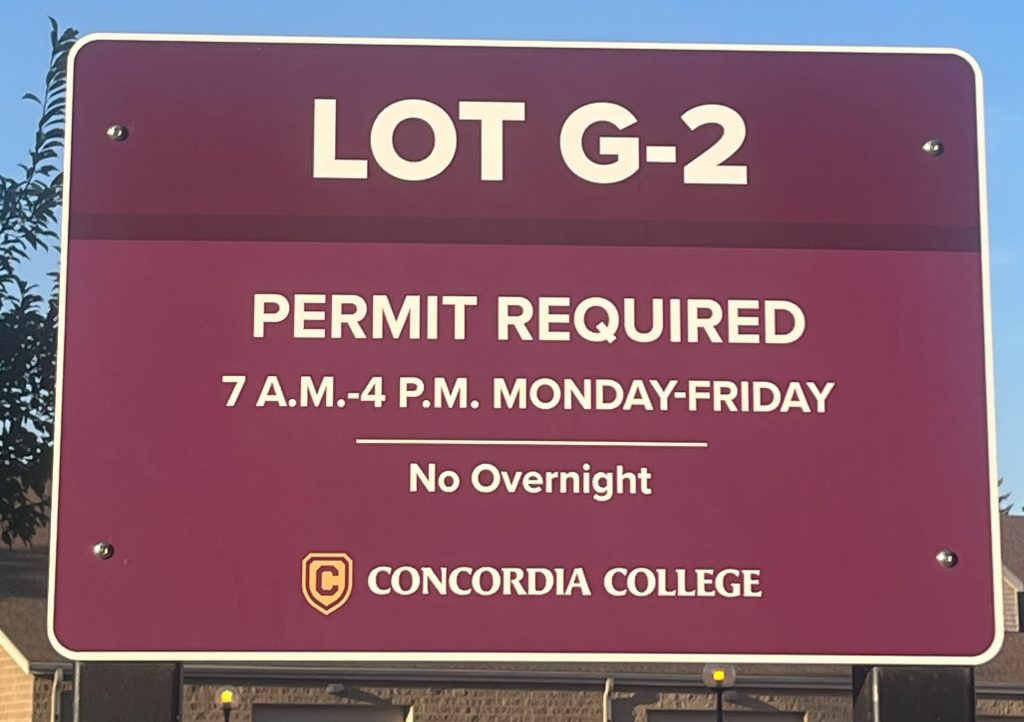 LOT G-2
PERMIT REQUIRED
7 A.M.-4 P.M. MONDAY-FRIDAY
No Overnight
C CONCORDIA COLLEGE